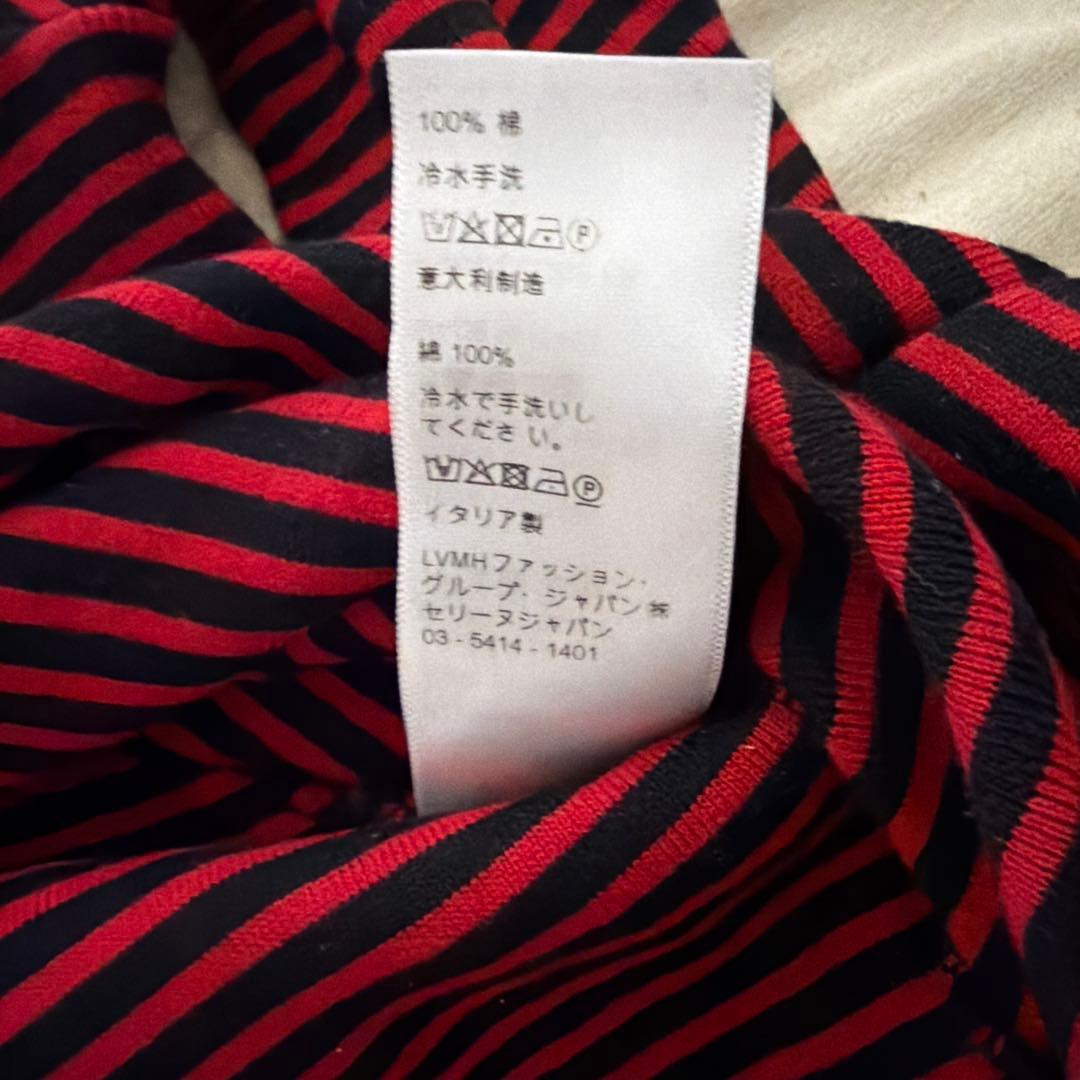 100% 棉
冷水手洗
P
意大利制造
綿 100%
冷水で手洗いし
てくださ い。
P
イタリア製
LVMHファッション・
グループ・ジャパン㈱
セリーヌジャパン
03 - 5414 - 1401